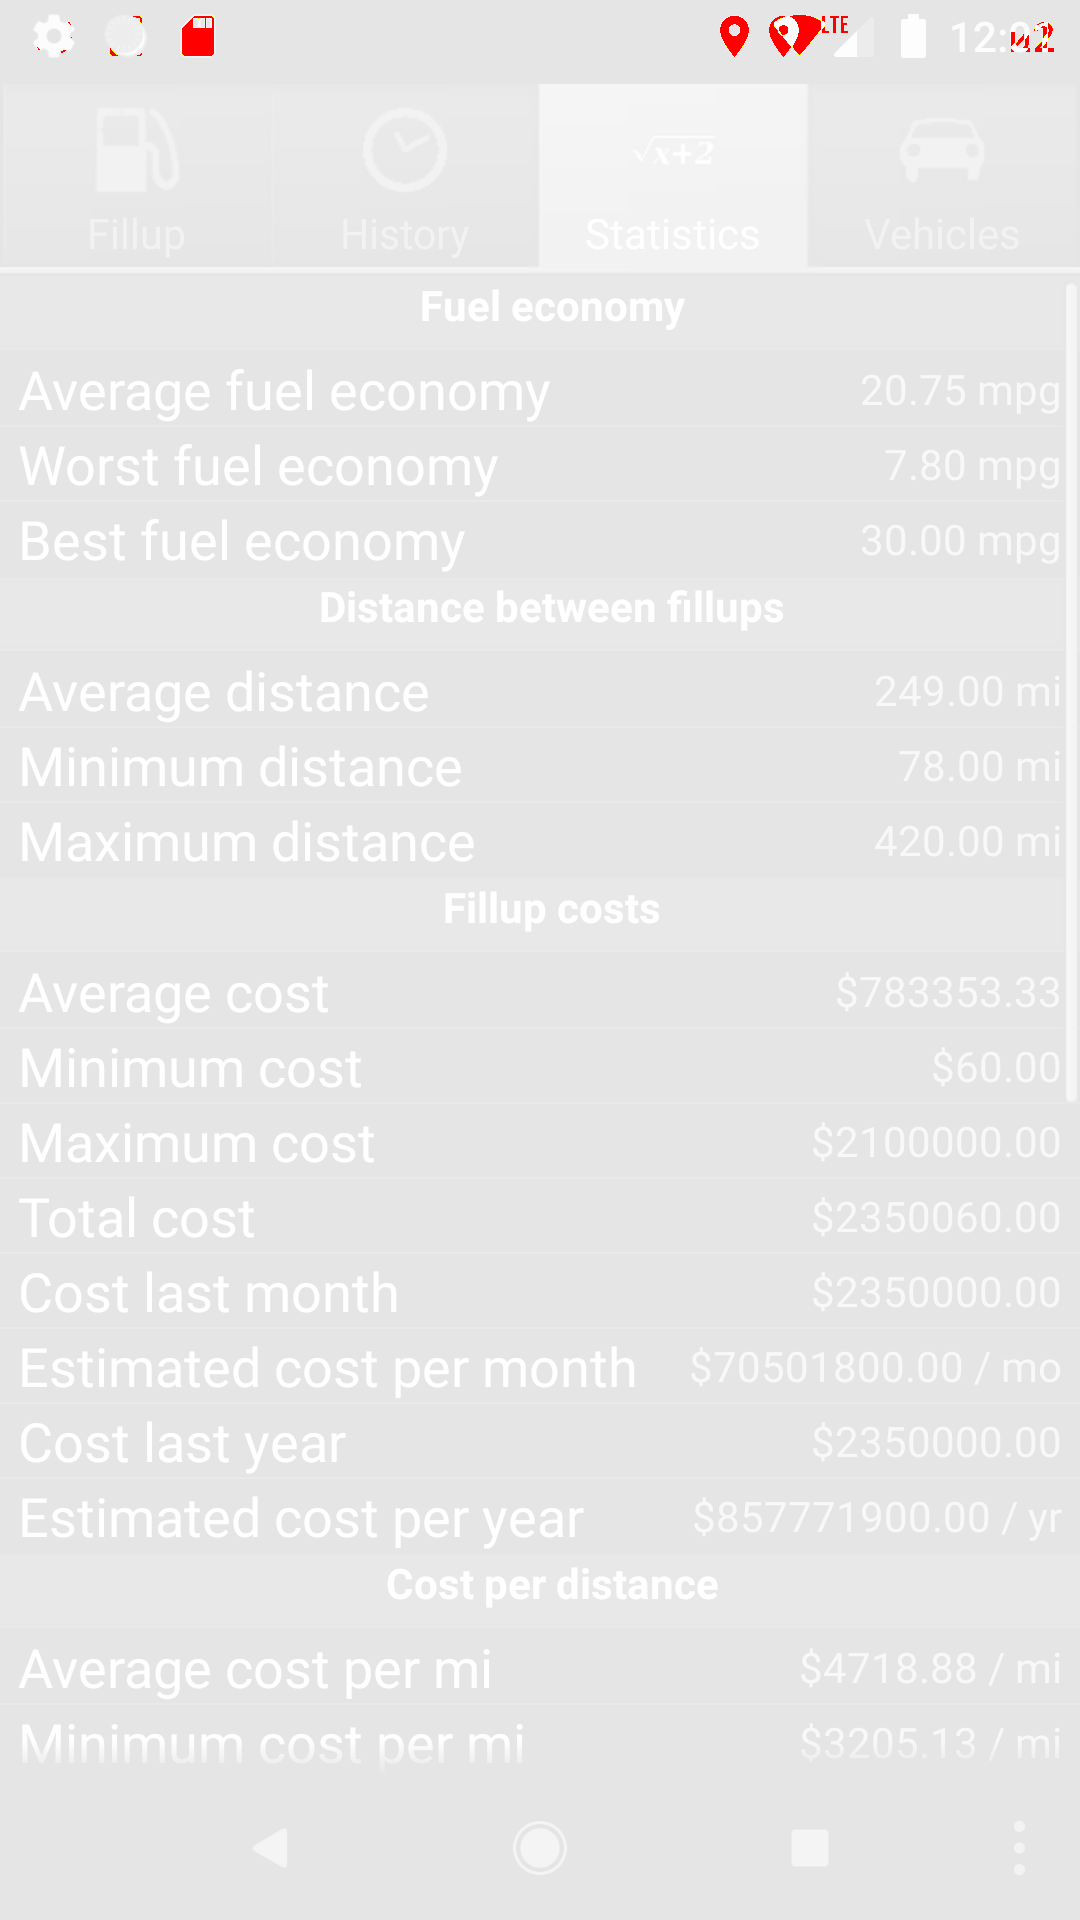 LTE
Fillup History √x+2 Statistics Vehicles
Fuel economy
Average fuel economy 20.75 mpg
Worst fuel economy 7.80 mpg
Best fuel economy 30.00 mpg
Distance between fillups
Average distance 249.00 mi
Minimum distance 78.00 mi
Maximum distance 420.00 mi
Fillup costs
Average cost $783353.33
Minimum cost $60.00
Maximum cost $2100000.00
Total cost $2350060.00
Cost last month $2350000.00
Estimated cost per month $70501800.00 / mo
Cost last year $2350000.00
Estimated cost per year $857771900.00 / yr
Cost per distance
Average cost per mi $4718.88 / mi
Minimum cost per mi $3205.13 / mi